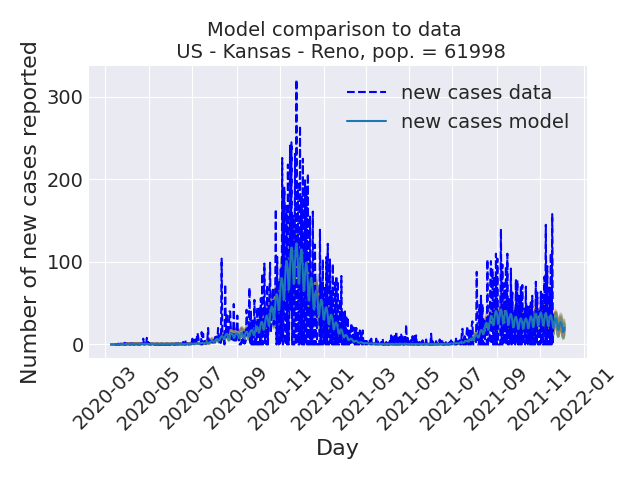 Model comparison to data
US - Kansas - Reno, pop. = 61998
Number of new cases reported
300
200
100
0
new cases data
new cases model
2020-03
2020-05
2020-07
2020-09
2020-11
2021-01
2021-03
2021-05
2021-07
2021-09
2021-11
2022-01
Day